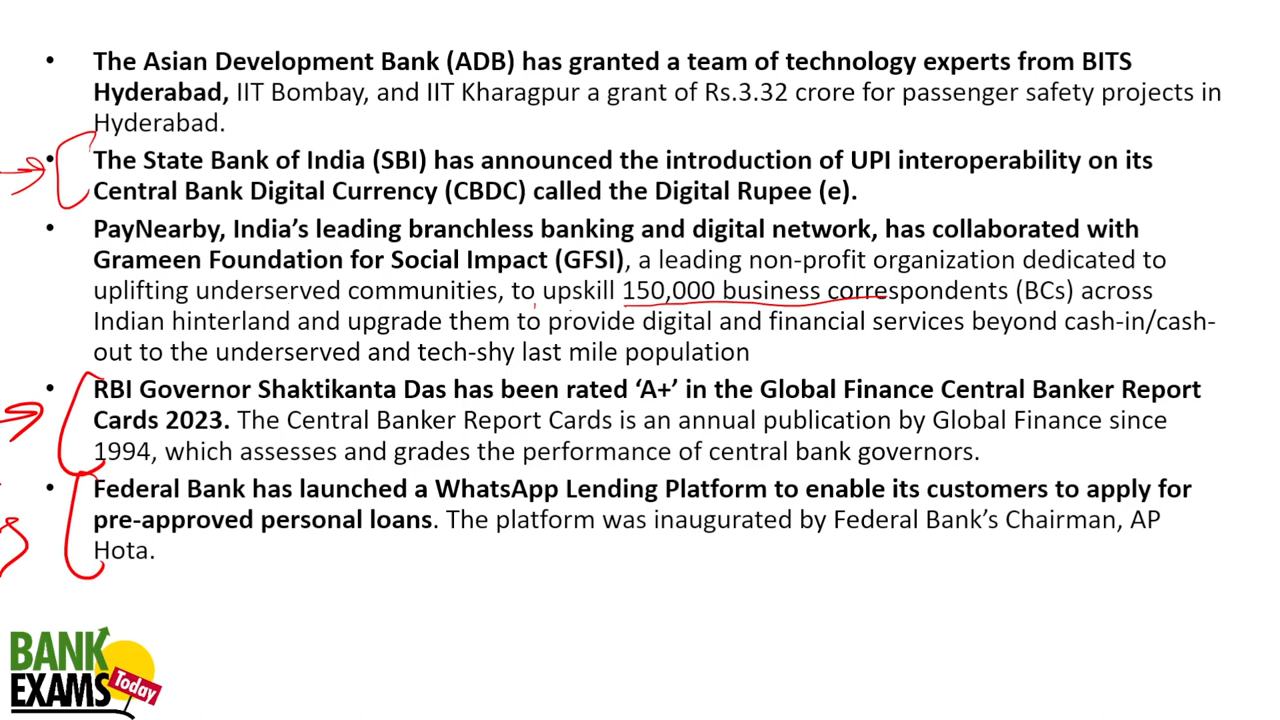 • The Asian Development Bank (ADB) has granted a team of technology experts from BITS
Hyderabad, IIT Bombay, and IIT Kharagpur a grant of Rs.3.32 crore for passenger safety projects in
Hyderabad.
• The State Bank of India (SBI) has announced the introduction of UPI interoperability on its
Central Bank Digital Currency (CBDC) called the Digital Rupee (e).
• PayNearby, India’s leading branchless banking and digital network, has collaborated with
Grameen Foundation for Social Impact (GFSI), a leading non-profit organization dedicated to
uplifting underserved communities, to upskill 150,000 business correspondents (BCs) across
Indian hinterland and upgrade them to provide digital and financial services beyond cash-in/cash-
out to the underserved and tech-shy last mile population
• RBI Governor Shaktikanta Das has been rated ‘A+’ in the Global Finance Central Banker Report
Cards 2023. The Central Banker Report Cards is an annual publication by Global Finance since
1994, which assesses and grades the performance of central bank governors.
• Federal Bank has launched a WhatsApp Lending Platform to enable its customers to apply for
pre-approved personal loans. The platform was inaugurated by Federal Bank’s Chairman, AP
Hota.
BANK
EXAMS
Today